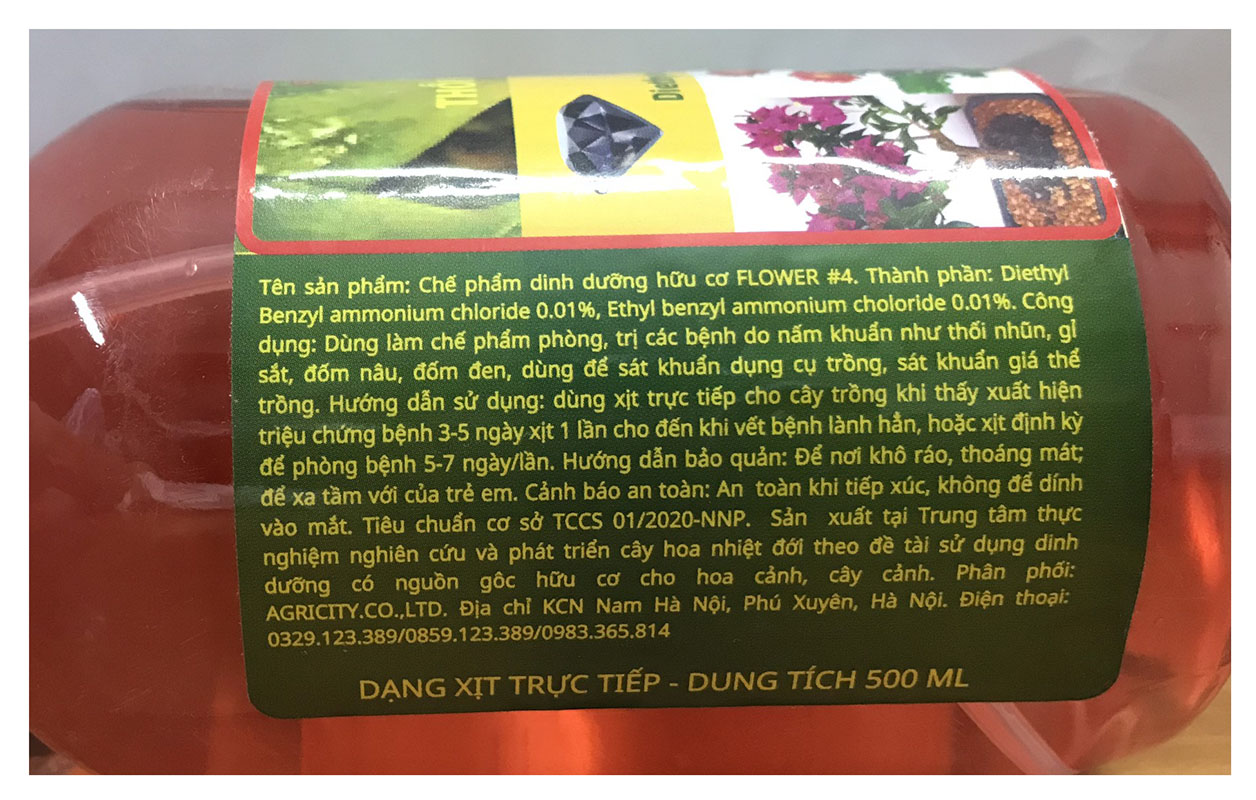 Tên sản phẩm: Chế phẩm dinh dưỡng hữu cơ FLOWER #4. Thành phần: Diethyl
Benzyl ammonium chloride 0.01%, Ethyl benzyl ammonium choloride 0.01%. Công
dụng: Dùng làm chế phẩm phòng, trị các bệnh do nấm khuẩn như thối nhũn, gỉ
sắt, đốm nâu, đốm đen, dùng để sát khuẩn dụng cụ trồng, sát khuẩn giá thể
trồng. Hướng dẫn sử dụng: dùng xịt trực tiếp cho cây trồng khi thấy xuất hiện
triệu chứng bệnh 3-5 ngày xịt 1 lần cho đến khi vết bệnh lành hẳn, hoặc xịt định kỳ
để phòng bệnh 5-7 ngày/lần. Hướng dẫn bảo quản: Để nơi khô ráo, thoáng mát;
để xa tầm với của trẻ em. Cảnh báo an toàn: An toàn khi tiếp xúc, không để dính
vào mắt. Tiêu chuẩn cơ sở TCCS 01/2020-NNP. Sản xuất tại Trung tâm thực
nghiệm nghiên cứu và phát triển cây hoa nhiệt đới theo đề tài sử dụng dinh
dưỡng có nguồn gôc hữu cơ cho hoa cảnh, cây cảnh. Phân phối:
AGRICITY.CO.,LTD. Địa chỉ KCN Nam Hà Nội, Phú Xuyên, Hà Nội. Điện thoại:
0329.123.389/0859.123.389/0983.365.814
DẠNG XỊT TRỰC TIẾP - DUNG TÍCH 500 ML